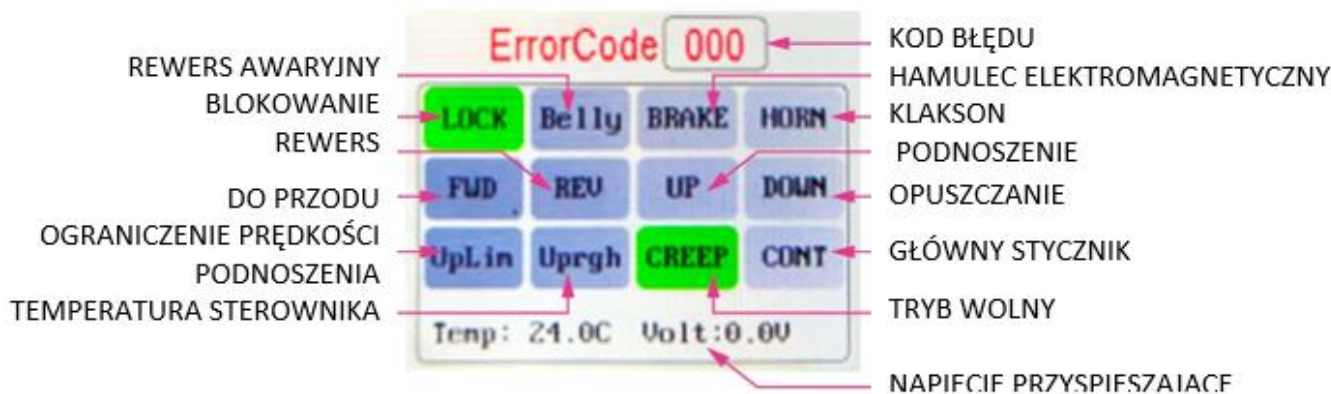 ErrorCode 000
KOD BŁĘDU
REWERS AWARYJNY
HAMULEC ELEKTROMAGNETYCZNY
BLOKOWANIE
LOCK Belly BRAKE HORN
KLAKSON
REWERS
PODNOSZENIE
DO PRZODU
FWD REV UP DOWN
OPUSZCZANIE
OGRANICZENIE PRĘDKOŚCI
PODNOSZENIA
UpLim Uprgh CREEP CONT
GŁÓWNY STYCZNIK
TEMPERATURA STEROWNIKA
TRYB WOLNY
Temp: 24.0C Volt:0.0V
NAPIĘCIE PRZYSPIESZAJĄCE